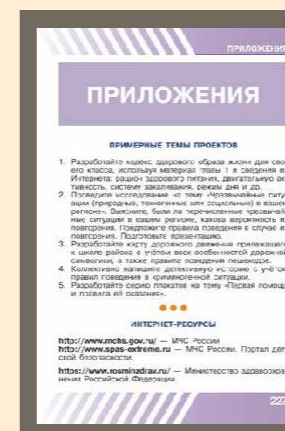 ПРИЛОЖЕНИЯ
ПРИЛОЖЕНИЯ
ПРИМЕРНЫЕ ТЕМЫ ПРОЕКТОВ
1. Разработайте кодекс здорового образа жизни для сво
его класса, используя материал главы 1 и сведения из
Интернета: рацион здорового питания, двигательную ак
тивность, систему закаливания, режим дня и др.
2. Проведите исследование на тему «Чрезвычайные ситу
ации (природные, техногенные или социальные) в вашем
регионе». Выясните, были ли перечисленные чрезвычай
ные ситуации в вашем регионе, какова вероятность их
повторения. Предложите правила поведения в случае их
повторения. Подготовьте презентацию.
3. Разработайте карту дорожного движения прилежащего
к школе района с учётом всех особенностей дорожной
символики, а также правила поведения пешеходов.
4. Коллективно напишите детективную историю с учётом
правил поведения в криминогенной ситуации.
5. Разработайте серию плакатов на тему «Первая помощь
и правила её оказания».
ИНТЕРНЕТ-РЕСУРСЫ
http://www.mchs.gov.ru/ — МЧС России
http://www.spas-extreme.ru — МЧС России. Портал дет
ской безопасности
https://www.rosminzdrav.ru/ — Министерство здравоохра
нения Российской Федерации
227